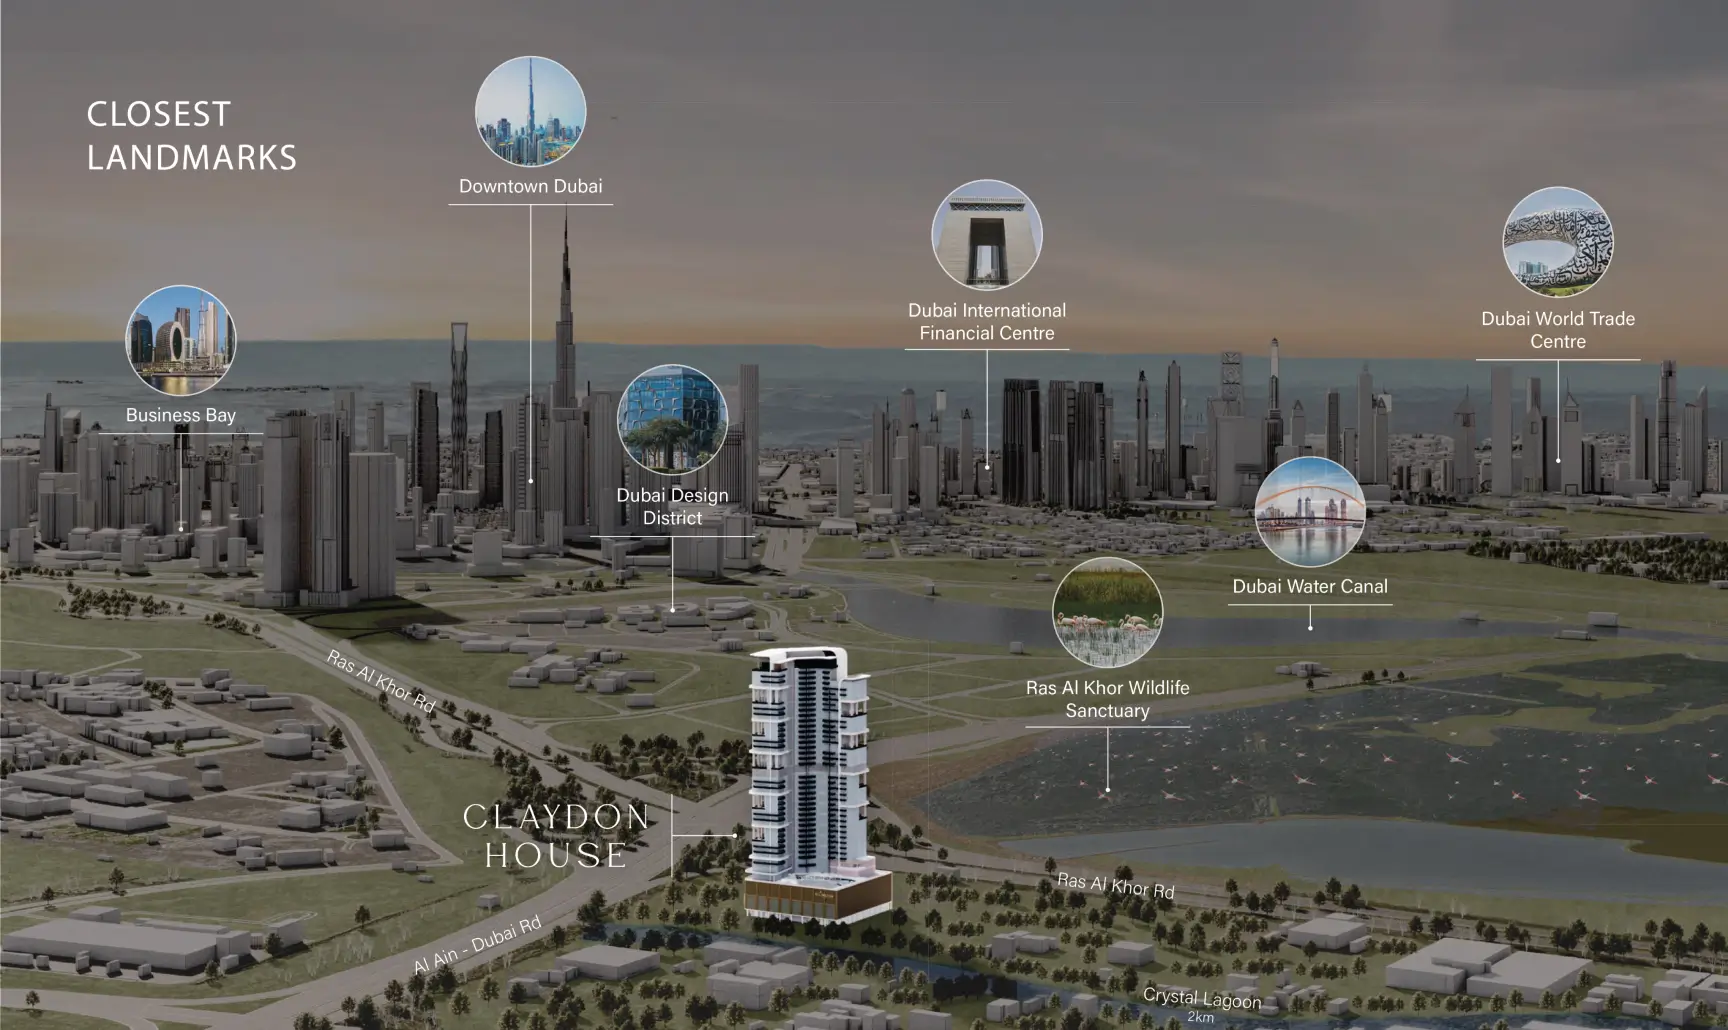 CLOSEST
LANDMARKS
Downtown Dubai
Dubai International
Financial Centre
Dubai World Trade
Centre
Business Bay
Dubai Design
District
Dubai Water Canal
Ras Al Khor Wildlife
Sanctuary
Ras Al Khor Rd
CLAYDON
HOUSE
Ras Al Khor Rd
Al Ain - Dubai Rd
Crystal Lagoon
2km